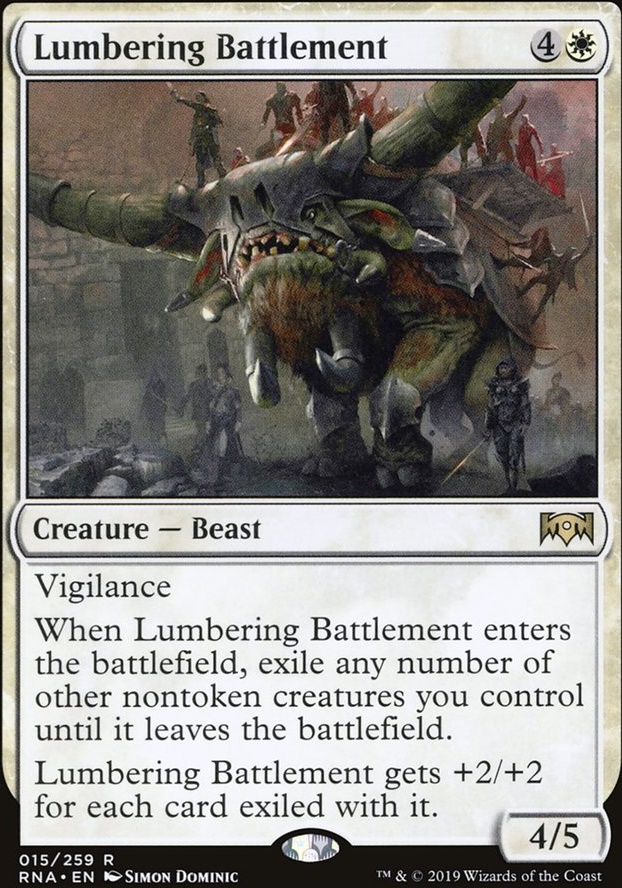 Lumbering Battlement 4
Creature — Beast
Vigilance
When Lumbering Battlement enters
the battlefield, exile any number of
other nontoken creatures you control
until it leaves the battlefield.
Lumbering Battlement gets +2/+2
for each card exiled with it.
4/5
015/259 R
RNA • EN SIMON DOMINIC
™ & © 2019 Wizards of the Coast